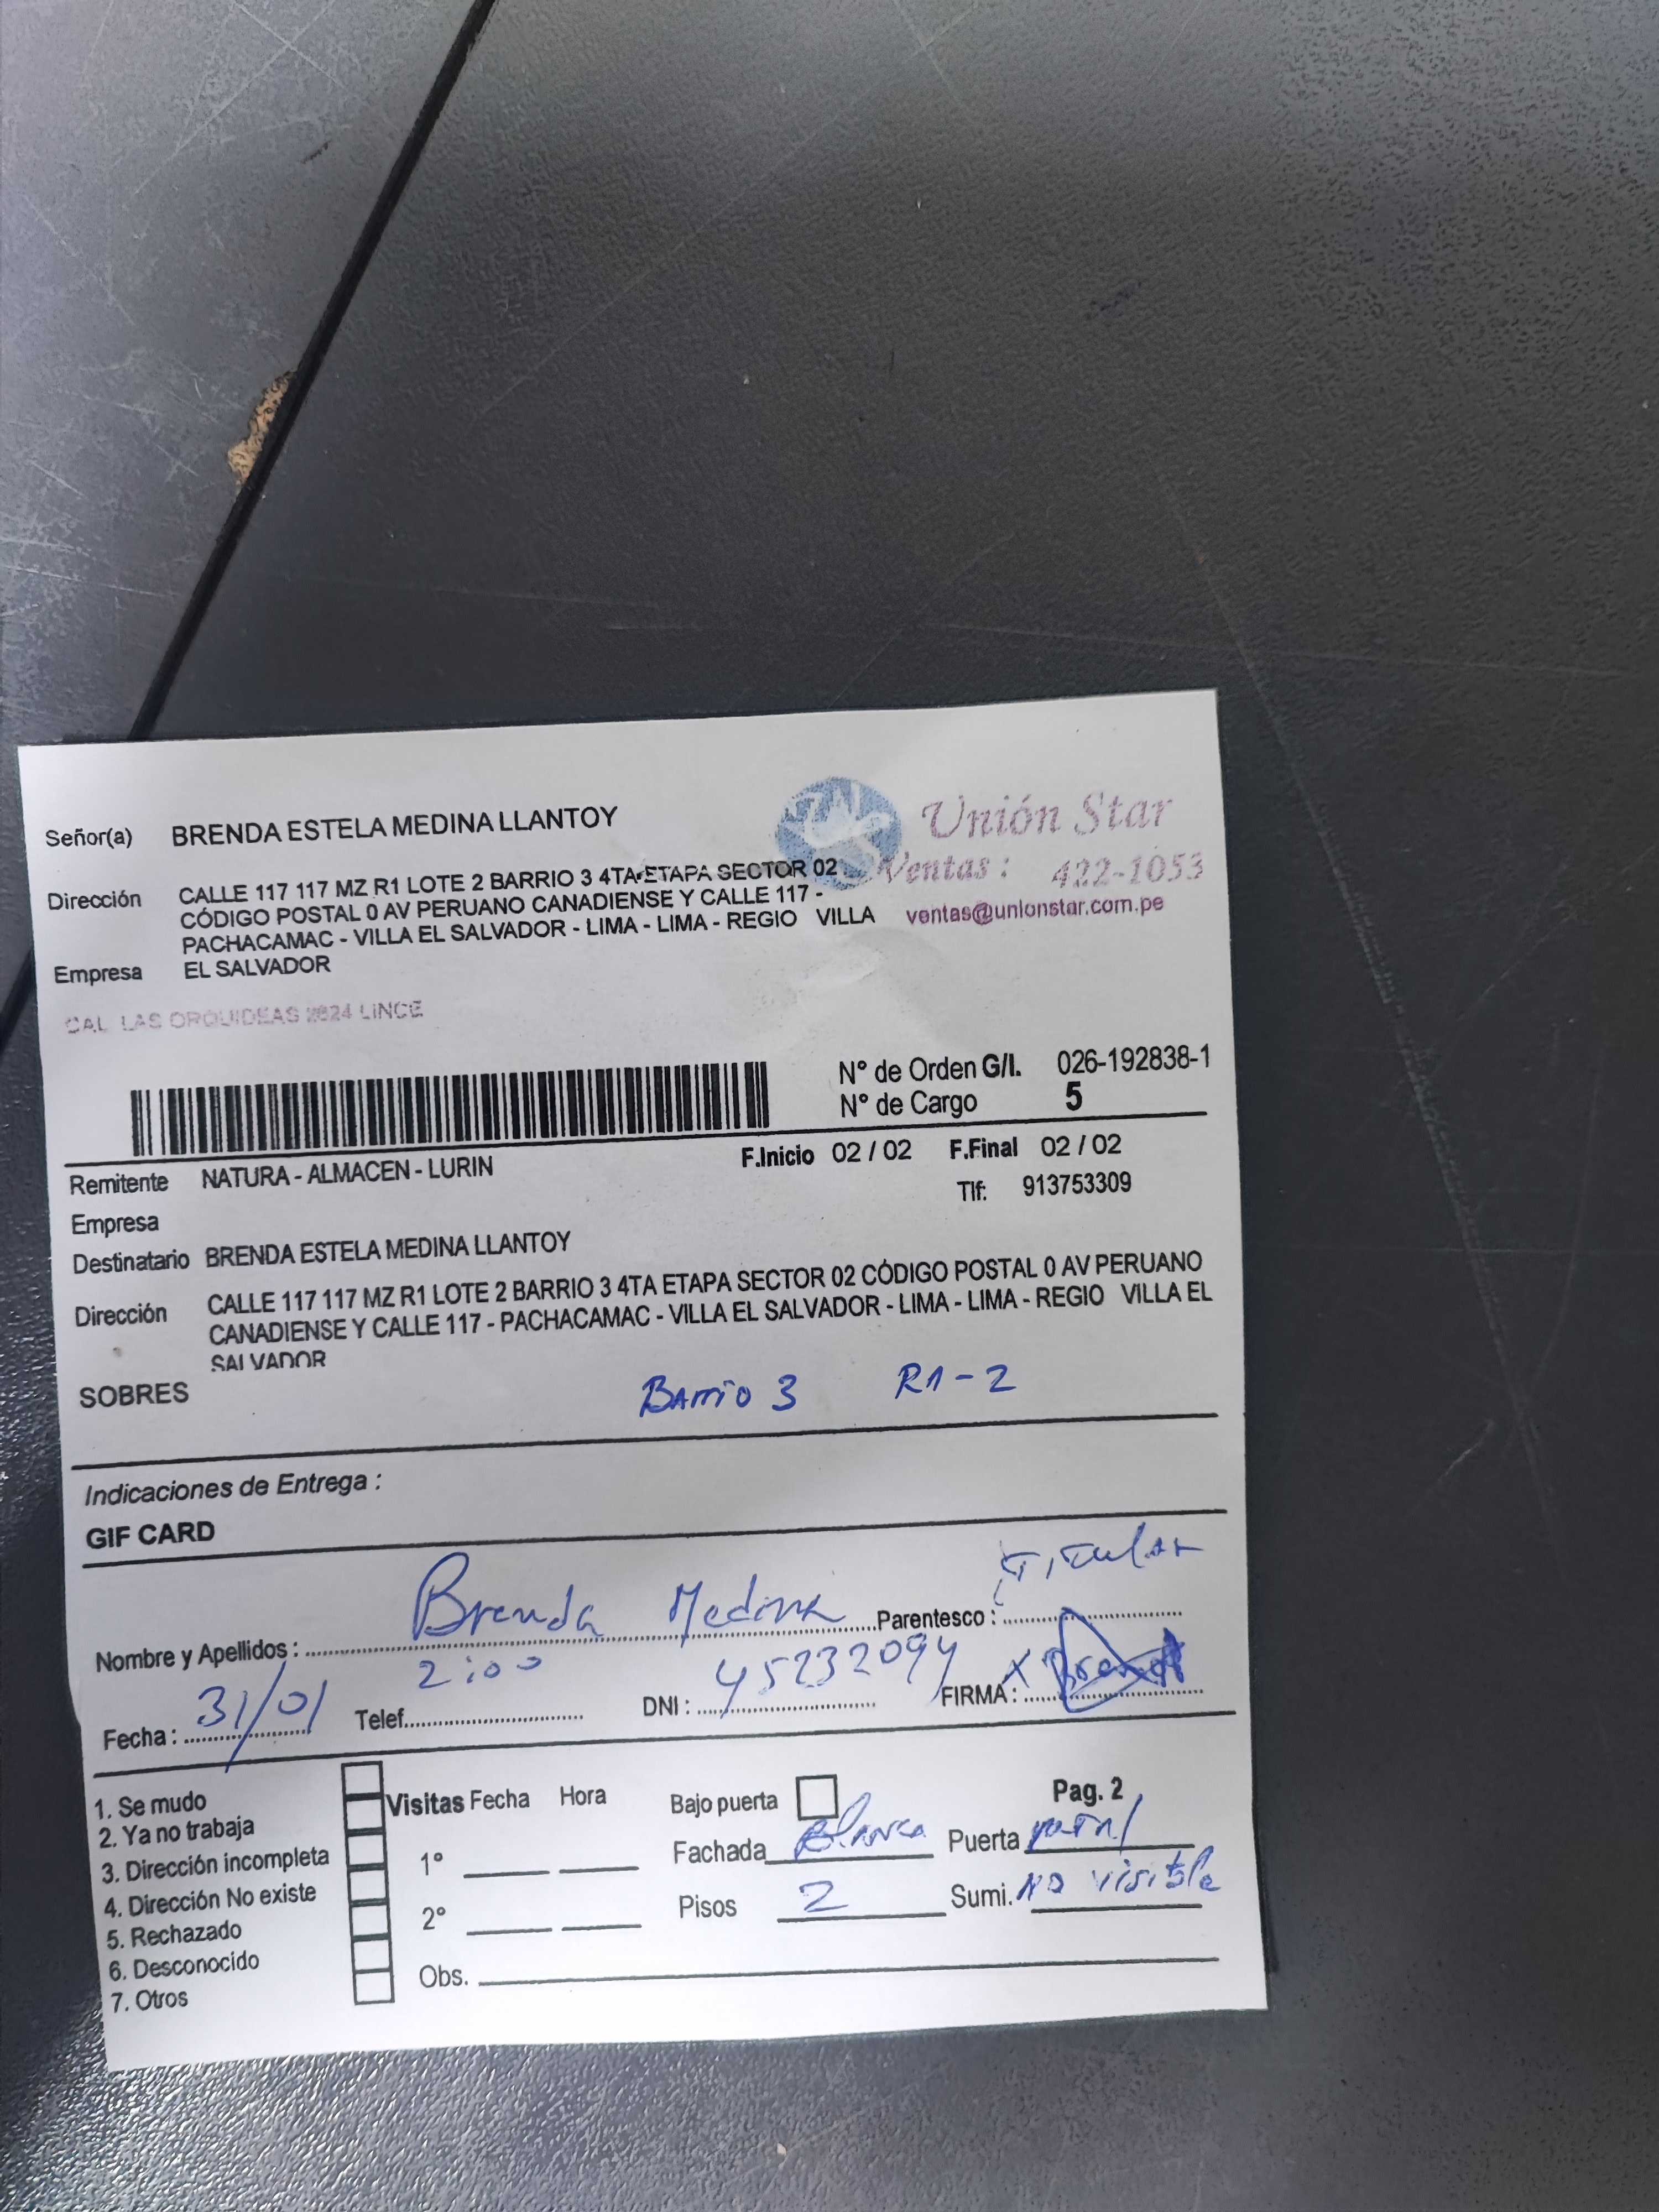 Señor(a) BRENDA ESTELA MEDINA LLANTOY
Unión Star
Ventas : 422-1053
ventas@unionstar.com.pe
Dirección CALLE 117 117 MZ R1 LOTE 2 BARRIO 3 4TA ETAPA SECTOR 02
CÓDIGO POSTAL 0 AV PERUANO CANADIENSE Y CALLE 117 -
PACHACAMAC - VILLA EL SALVADOR - LIMA - LIMA - REGIO VILLA
Empresa EL SALVADOR
CAL LAS ORQUIDEAS 2624 LINCE
N° de Orden G/I. 026-192838-1
N° de Cargo 5
Remitente NATURA - ALMACEN - LURIN
F.Inicio 02 / 02 F.Final 02 / 02
Tlf: 913753309
Empresa
Destinatario BRENDA ESTELA MEDINA LLANTOY
Dirección CALLE 117 117 MZ R1 LOTE 2 BARRIO 3 4TA ETAPA SECTOR 02 CÓDIGO POSTAL 0 AV PERUANO
CANADIENSE Y CALLE 117 - PACHACAMAC - VILLA EL SALVADOR - LIMA - LIMA - REGIO VILLA EL
SALVADOR
SOBRES Barrio 3 R1-2
Indicaciones de Entrega :
GIF CARD
Nombre y Apellidos : Brenda Medina Parentesco : Titular
Fecha : 31/01 Telef. 2:00 DNI : 45232094 FIRMA : X Brenda
1. Se mudo
2. Ya no trabaja
3. Dirección incompleta
4. Dirección No existe
5. Rechazado
6. Desconocido
7. Otros
Visitas Fecha Hora
1°
2°
Obs.
Bajo puerta Pag. 2
Fachada Blanca Puerta
Pisos 2 Sumi. no visible